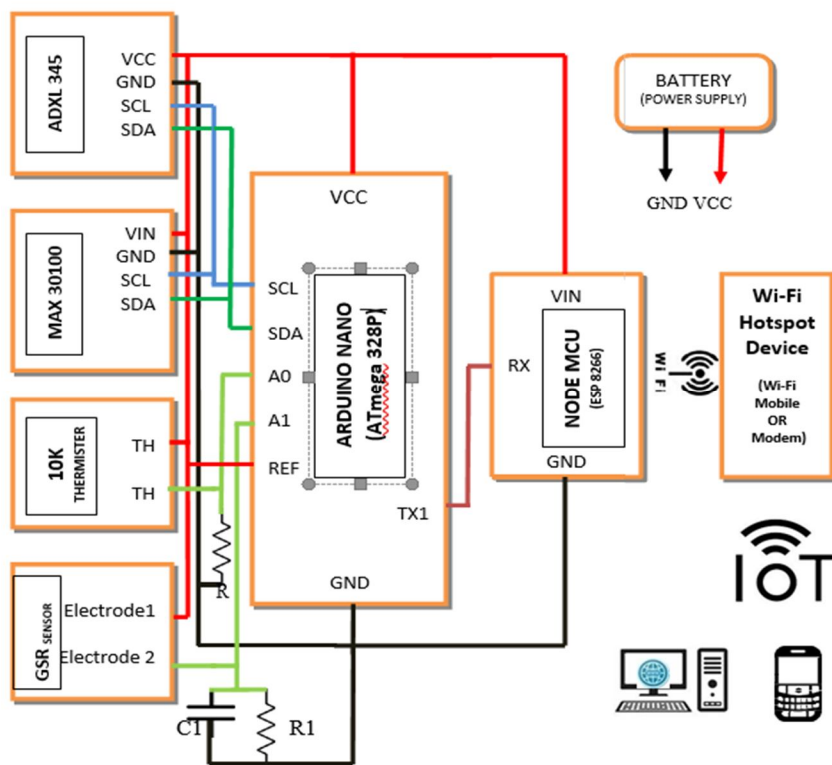 ADXL 345
VCC
GND
SCL
SDA
MAX 30100
VIN
GND
SCL
SDA
10K
THERMISTER
TH
TH
GSR SENSOR
Electrode1
Electrode 2
R
C1
R1
VCC
SCL
SDA
A0
A1
REF
TX1
GND
ARDUINO NANO
(ATmega 328P)
VIN
RX
GND
NODE MCU
(ESP 8266)
BATTERY
(POWER SUPPLY)
GND VCC
Wi Fi
Wi-Fi
Hotspot
Device
(Wi-Fi
Mobile
OR
Modem)
IoT